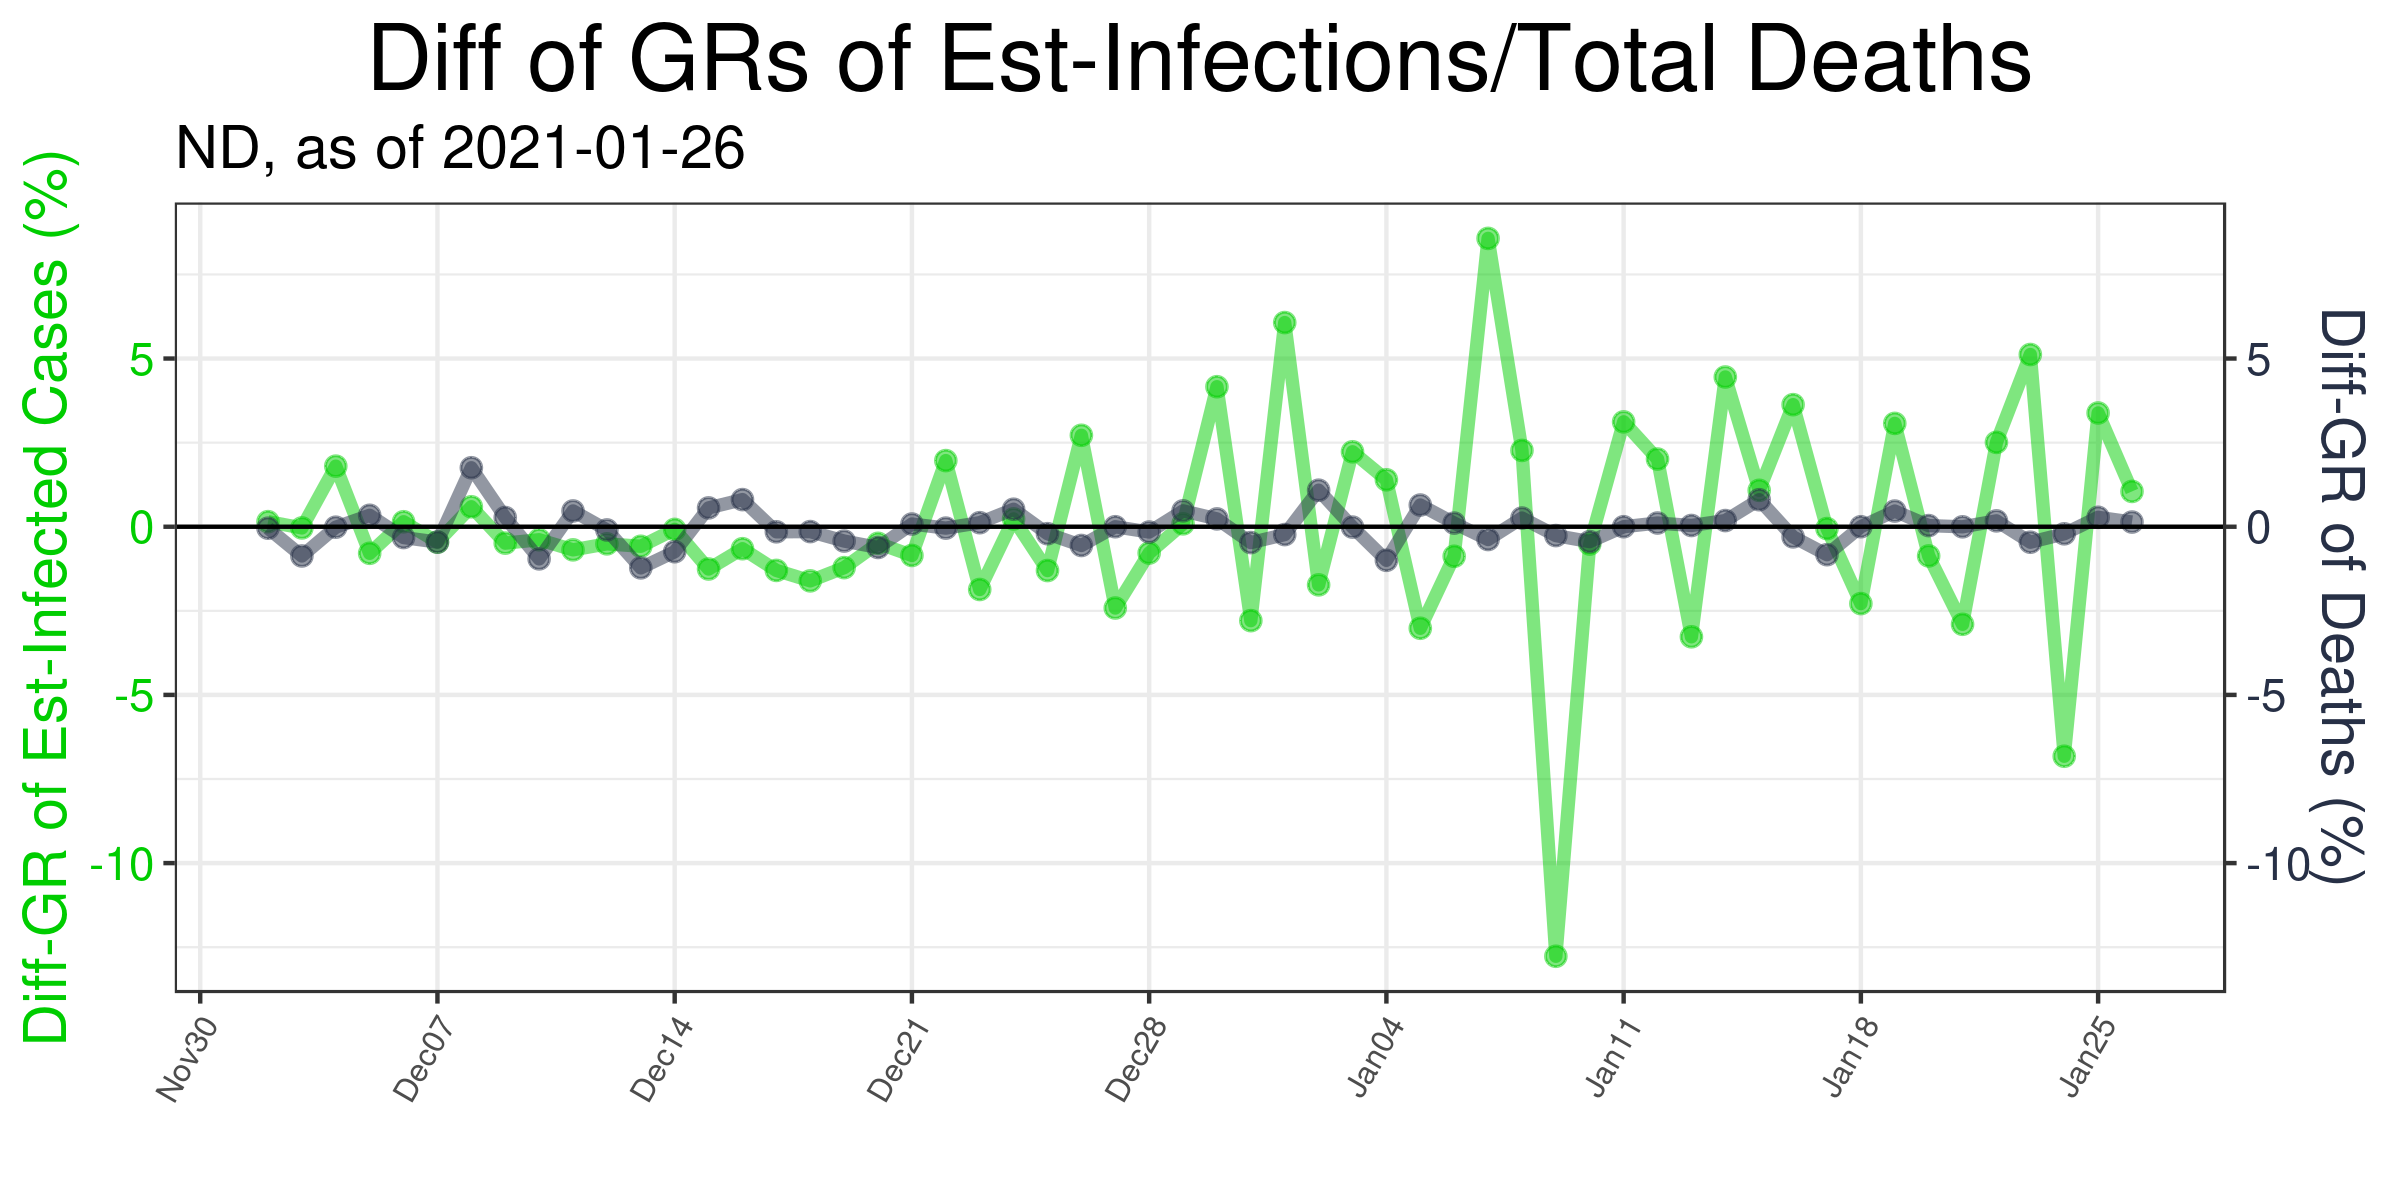 Diff of GRs of Est-Infections/Total Deaths
ND, as of 2021-01-26
Diff-GR of Est-Infected Cases (%)
5
0
-5
-10
5
0
-5
-10
Diff-GR of Deaths (%)
Nov30
Dec07
Dec14
Dec21
Dec28
Jan04
Jan11
Jan18
Jan25